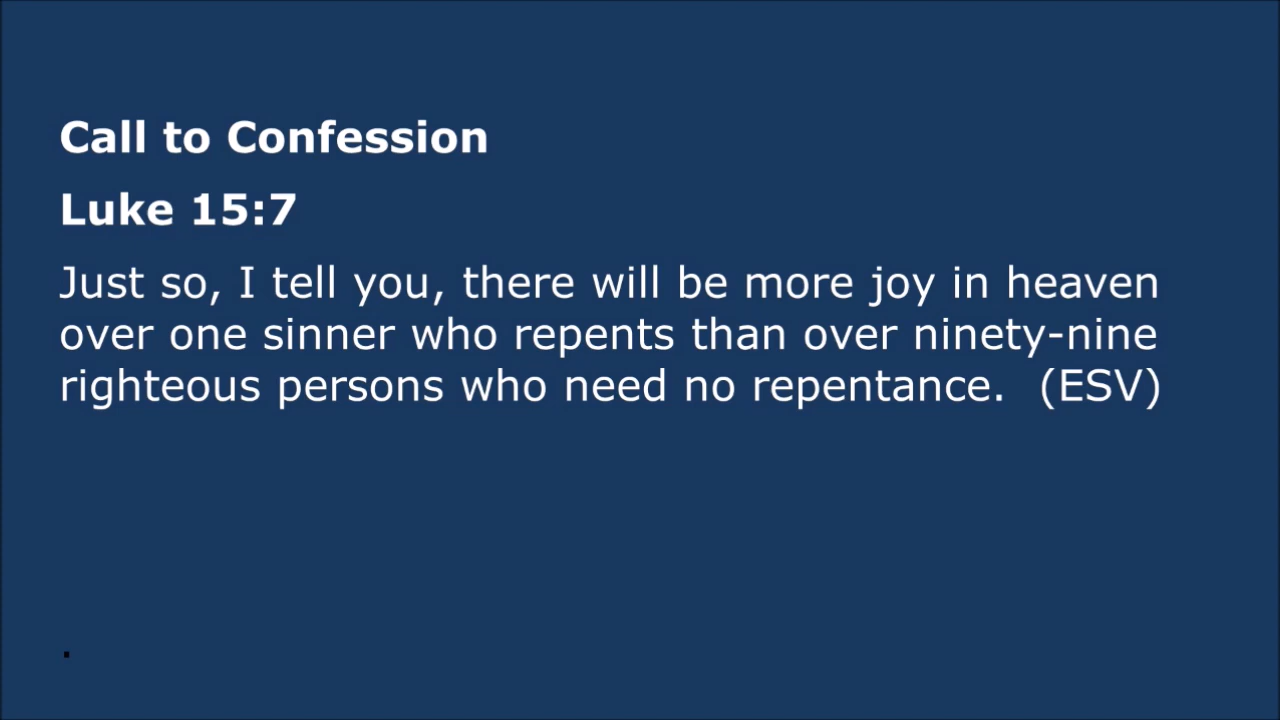 Call to Confession
Luke 15:7
Just so, I tell you, there will be more joy in heaven
over one sinner who repents than over ninety-nine
righteous persons who need no repentance.  (ESV)
.